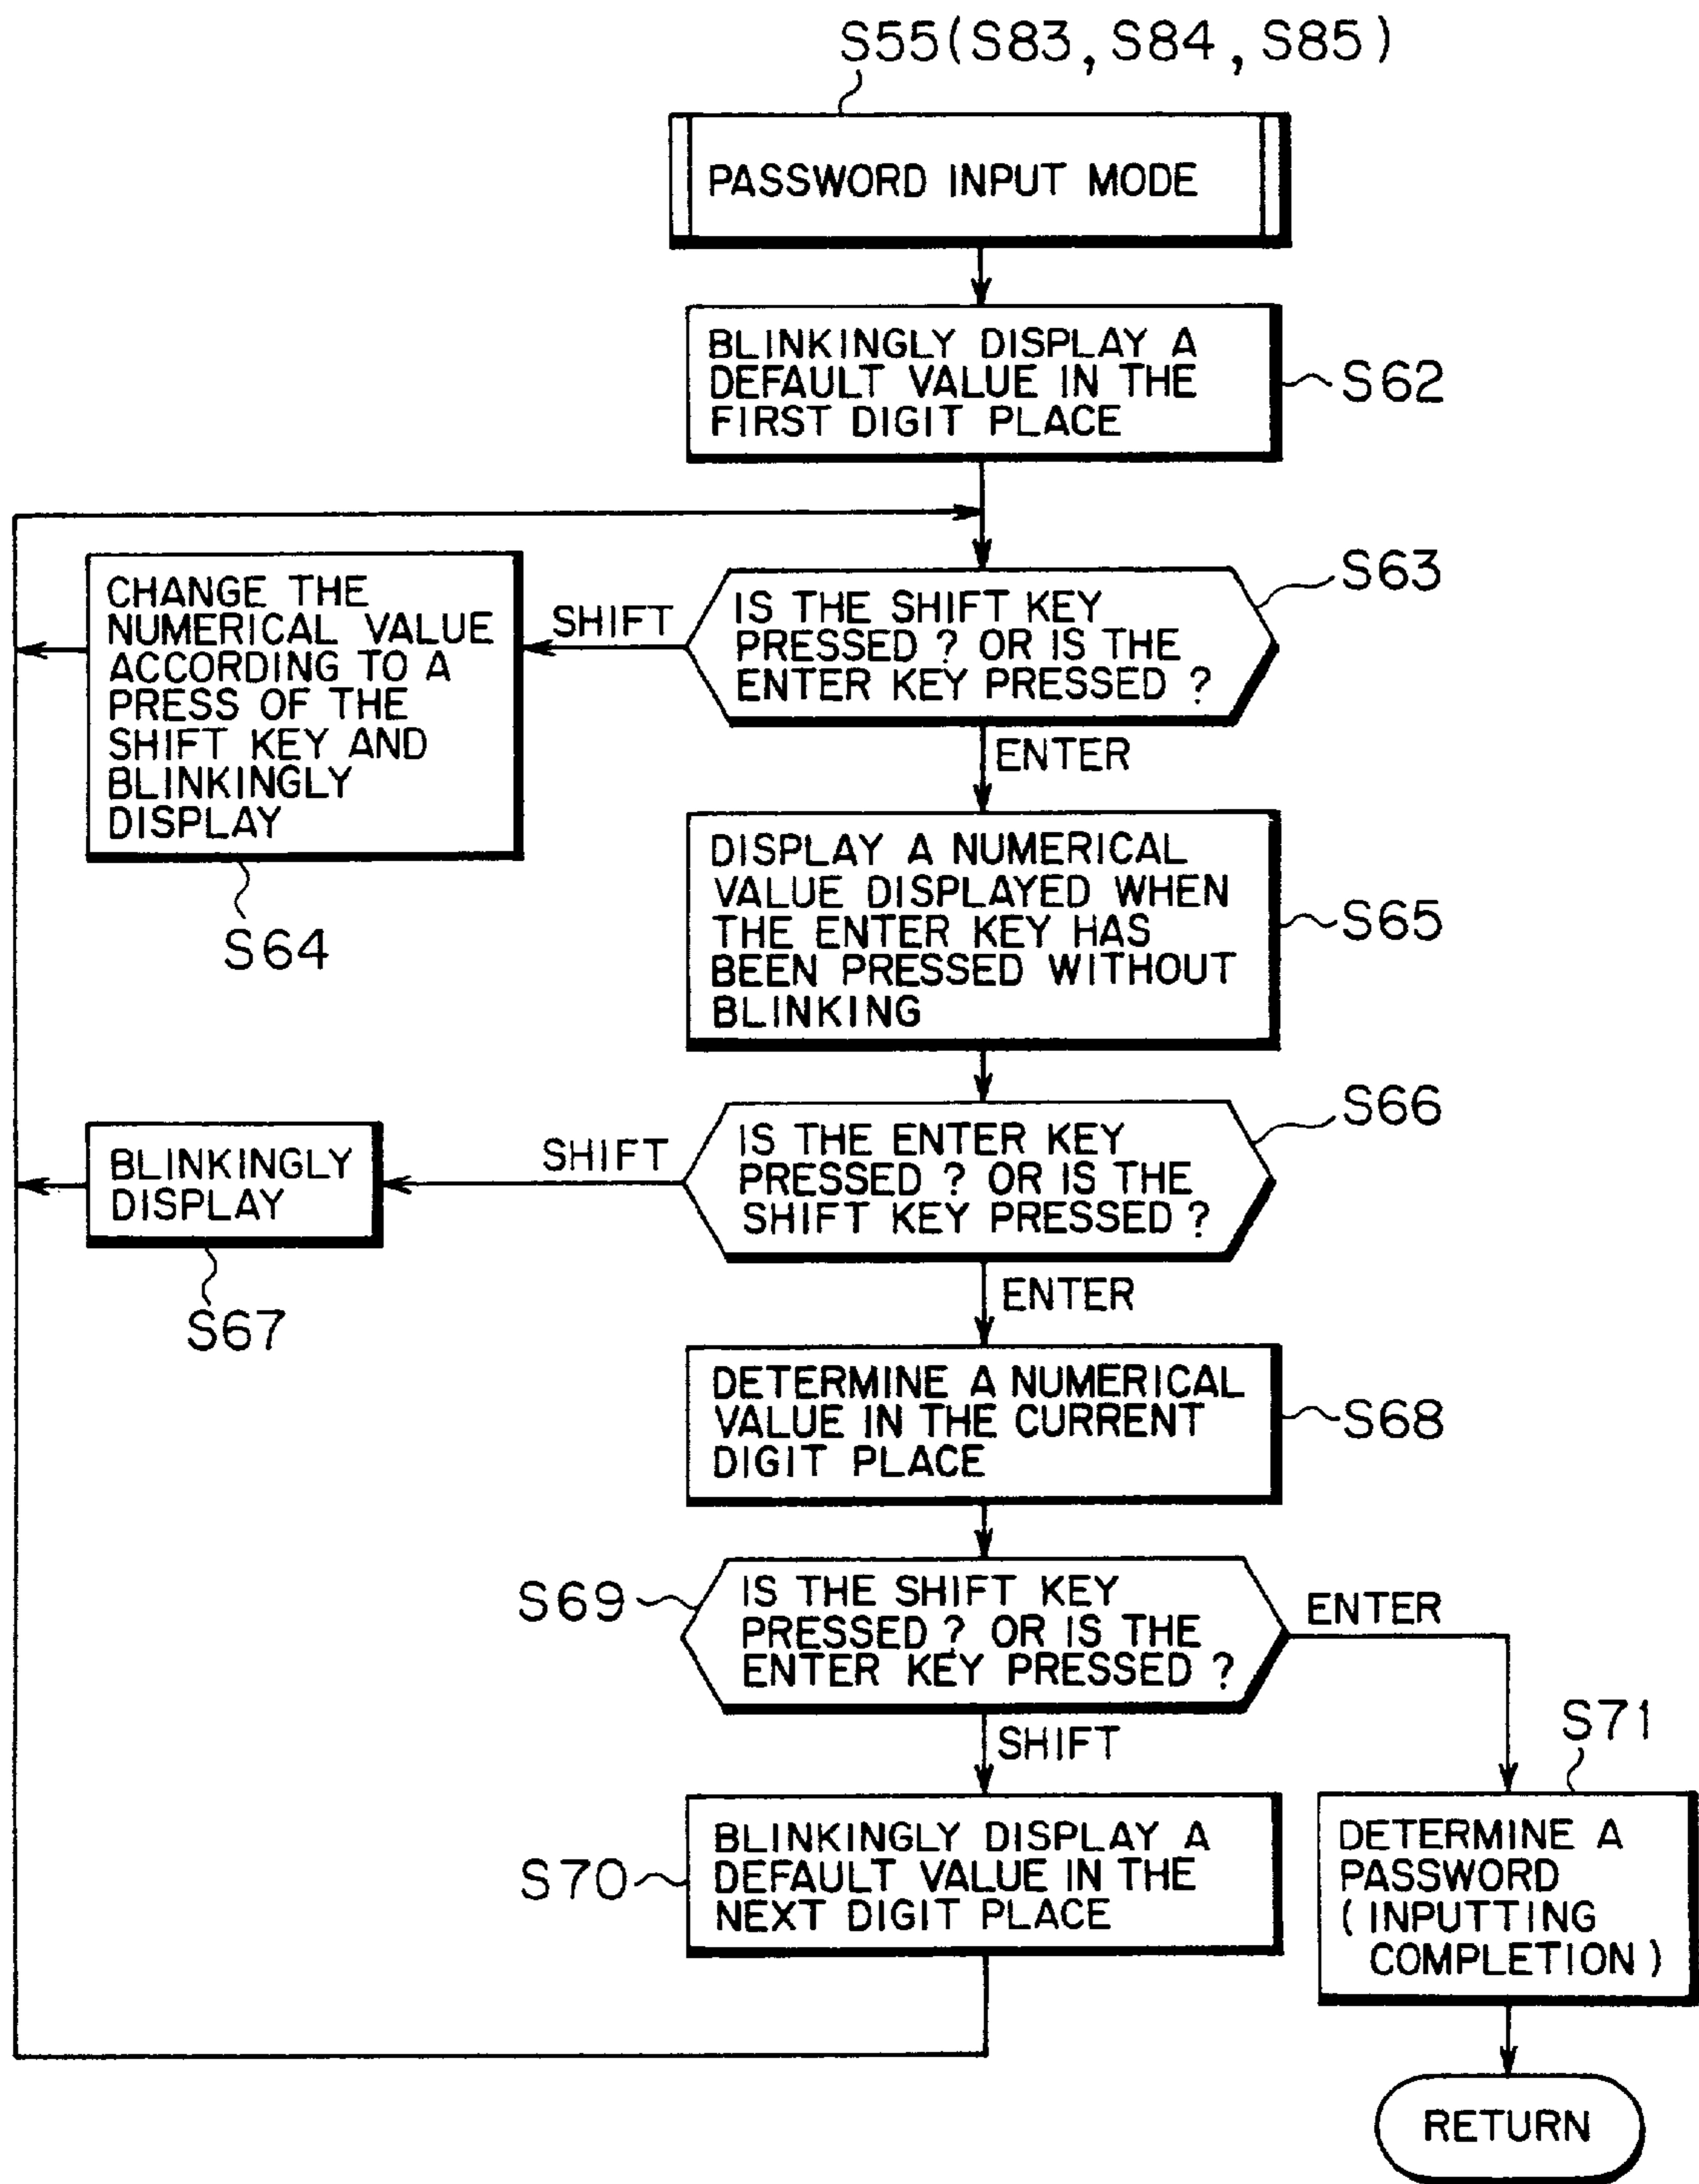 S55(S83, S84, S85)
PASSWORD INPUT MODE
BLINKINGLY DISPLAY A
DEFAULT VALUE IN THE
FIRST DIGIT PLACE
S62
S63
IS THE SHIFT KEY
PRESSED ? OR IS THE
ENTER KEY PRESSED ?
SHIFT
CHANGE THE
NUMERICAL VALUE
ACCORDING TO A
PRESS OF THE
SHIFT KEY AND
BLINKINGLY
DISPLAY
S64
ENTER
DISPLAY A NUMERICAL
VALUE DISPLAYED WHEN
THE ENTER KEY HAS
BEEN PRESSED WITHOUT
BLINKING
S65
S66
IS THE ENTER KEY
PRESSED ? OR IS THE
SHIFT KEY PRESSED ?
SHIFT
BLINKINGLY
DISPLAY
S67
ENTER
DETERMINE A NUMERICAL
VALUE IN THE CURRENT
DIGIT PLACE
S68
S69
IS THE SHIFT KEY
PRESSED ? OR IS THE
ENTER KEY PRESSED ?
ENTER
SHIFT
S71
S70
BLINKINGLY DISPLAY A
DEFAULT VALUE IN THE
NEXT DIGIT PLACE
DETERMINE A
PASSWORD
( INPUTTING
COMPLETION )
RETURN